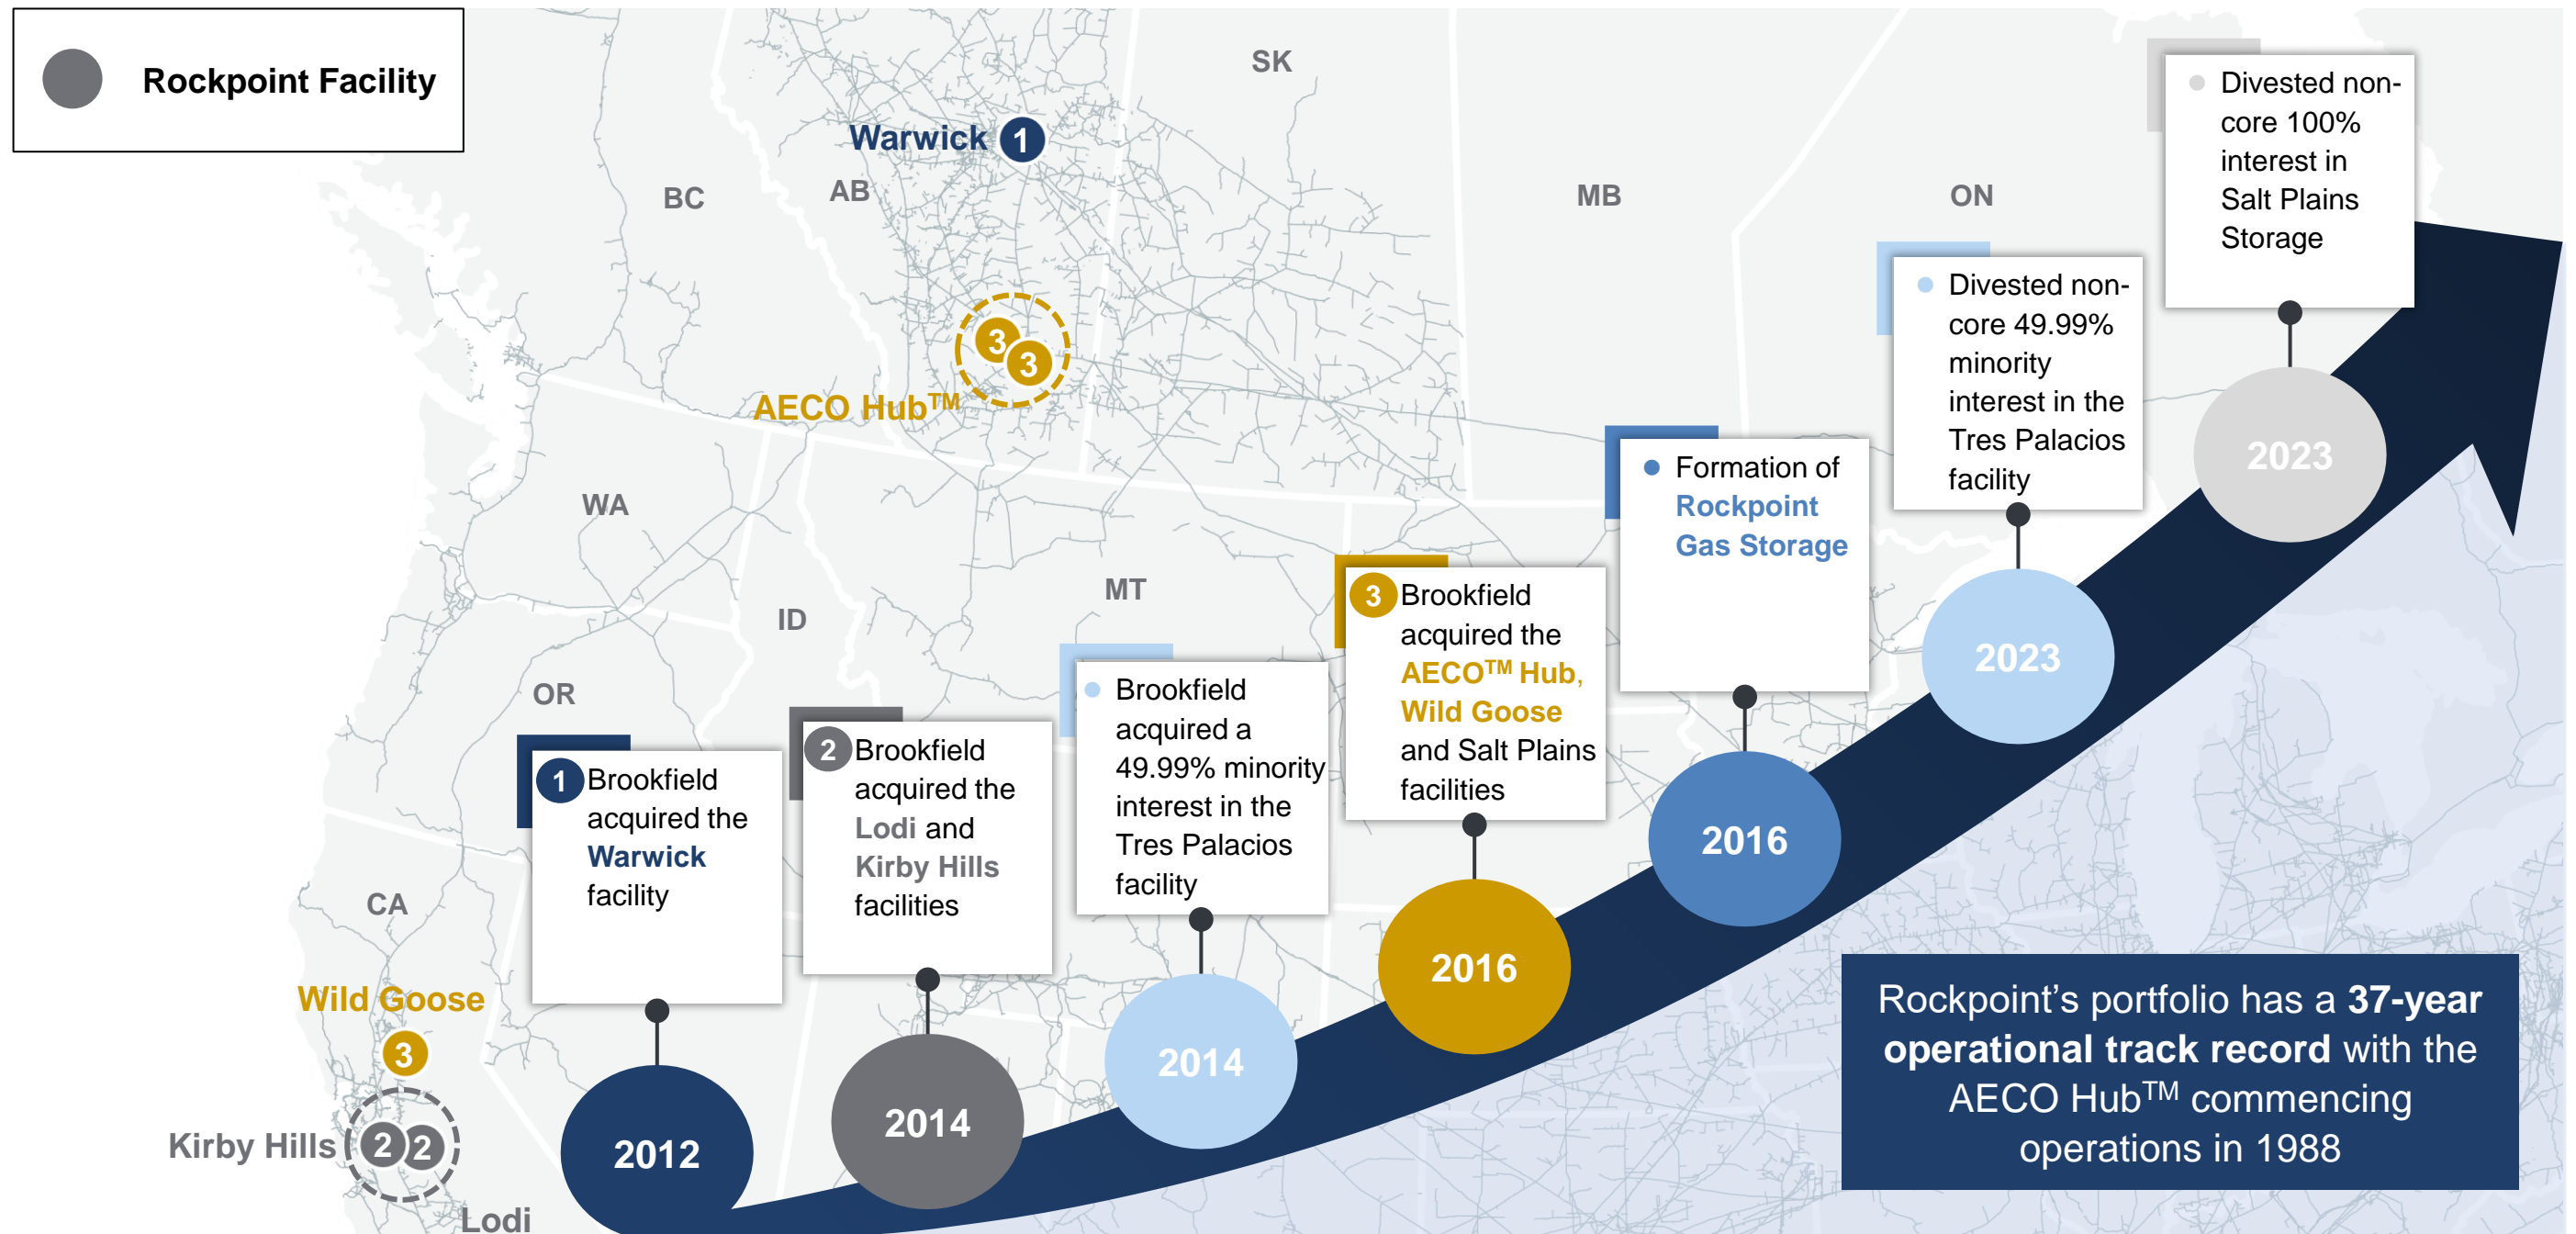 Rockpoint Facility
SK
Warwick 1
BC
AB
MB
ON
3
3
AECO Hub™
WA
MT
ID
OR
CA
Wild Goose
3
Kirby Hills 2 2
Lodi
1 Brookfield
acquired the
Warwick
facility
2012
2 Brookfield
acquired the
Lodi and
Kirby Hills
facilities
2014
• Brookfield
acquired a
49.99% minority
interest in the
Tres Palacios
facility
2014
3 Brookfield
acquired the
AECO™ Hub,
Wild Goose
and Salt Plains
facilities
2016
• Formation of
Rockpoint
Gas Storage
2016
• Divested non-
core 49.99%
minority
interest in the
Tres Palacios
facility
2023
• Divested non-
core 100%
interest in
Salt Plains
Storage
2023
Rockpoint’s portfolio has a 37-year
operational track record with the
AECO Hub™ commencing
operations in 1988